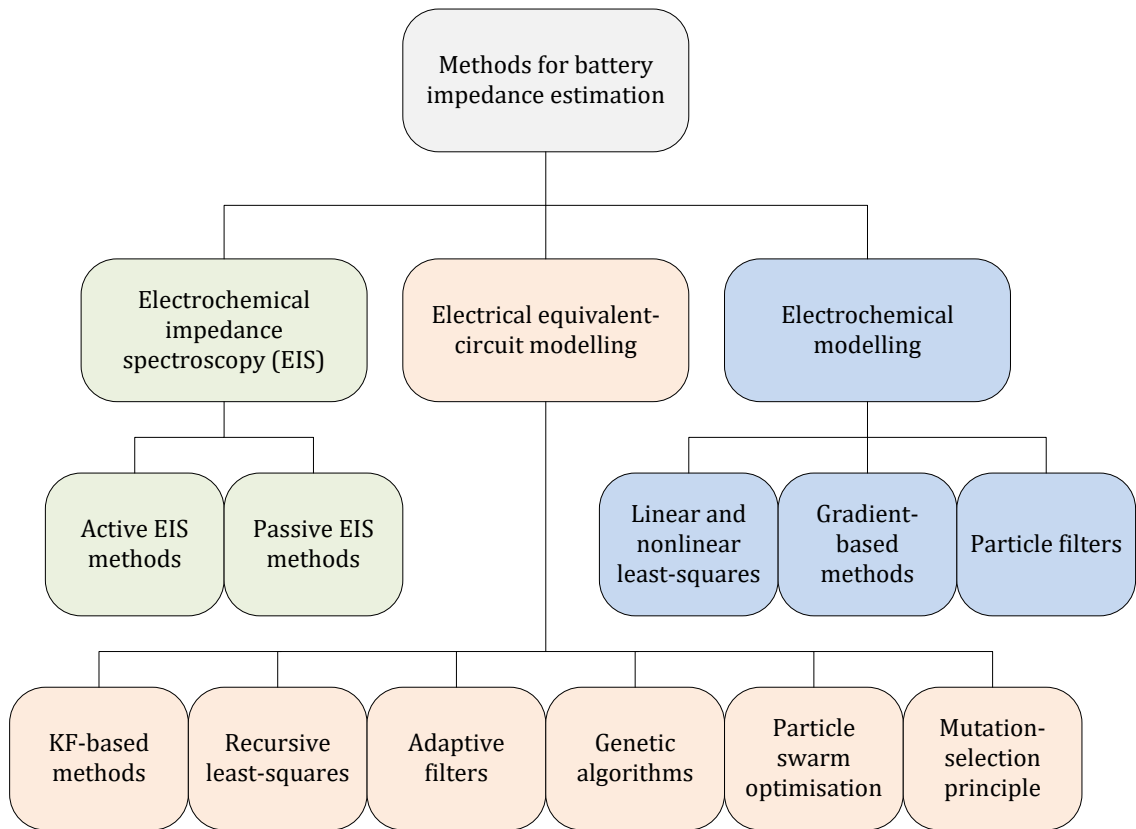 Methods for battery
impedance estimation
Electrochemical
impedance
spectroscopy (EIS)
Electrical equivalent-
circuit modelling
Electrochemical
modelling
Active EIS
methods
Passive EIS
methods
Linear and
nonlinear
least-squares
Gradient-
based
methods
Particle filters
KF-based
methods
Recursive
least-squares
Adaptive
filters
Genetic
algorithms
Particle
swarm
optimisation
Mutation-
selection
principle